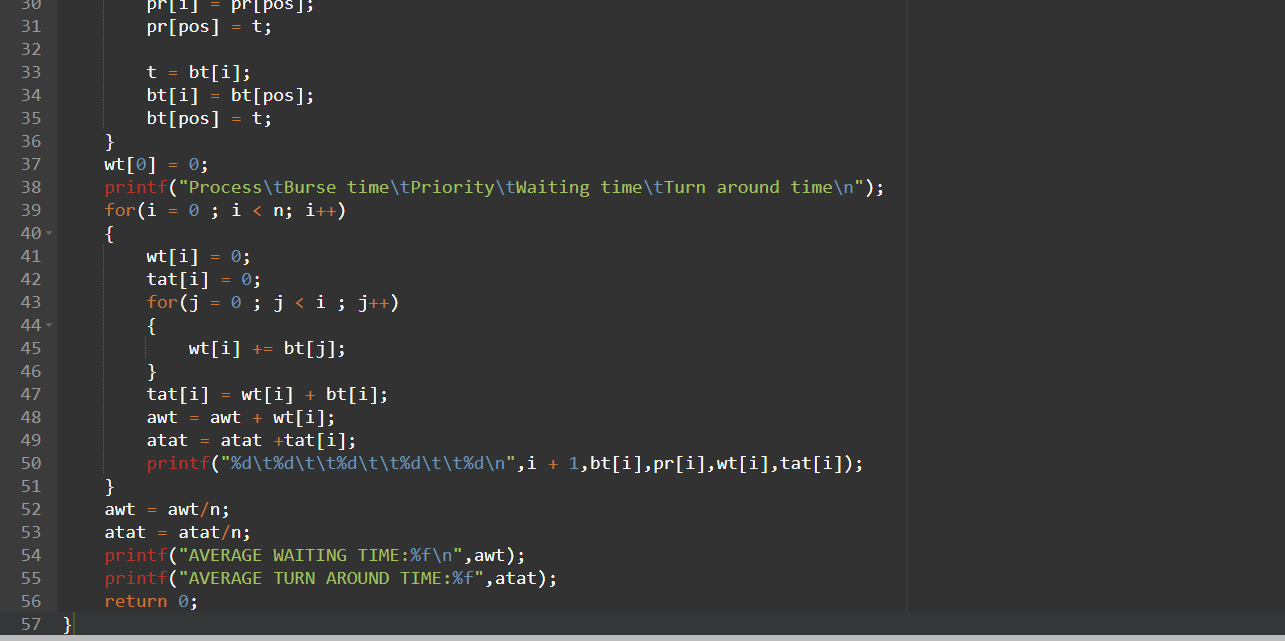 30 pr[i] = pr[pos];
31 pr[pos] = t;
32
33 t = bt[i];
34 bt[i] = bt[pos];
35 bt[pos] = t;
36 }
37 wt[0] = 0;
38 printf("Process\tBurse time\tPriority\tWaiting time\tTurn around time\n");
39 for(i = 0 ; i < n; i++)
40 {
41 wt[i] = 0;
42 tat[i] = 0;
43 for(j = 0 ; j < i ; j++)
44 {
45 wt[i] += bt[j];
46 }
47 tat[i] = wt[i] + bt[i];
48 awt = awt + wt[i];
49 atat = atat +tat[i];
50 printf("%d\t%d\t\t%d\t\t%d\t\t%d\n",i + 1,bt[i],pr[i],wt[i],tat[i]);
51 }
52 awt = awt/n;
53 atat = atat/n;
54 printf("AVERAGE WAITING TIME:%f\n",awt);
55 printf("AVERAGE TURN AROUND TIME:%f",atat);
56 return 0;
57 }